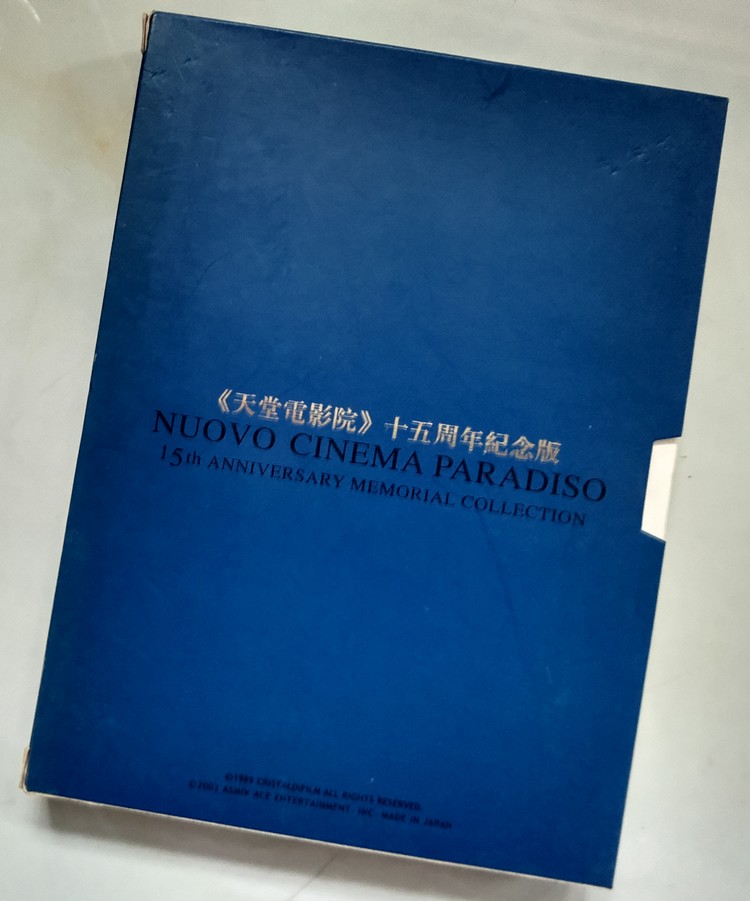 《天堂電影院》十五周年紀念版
NUOVO CINEMA PARADISO
15th ANNIVERSARY MEMORIAL COLLECTION
©1989 CRISTALDIFILM ALL RIGHTS RESERVED.
©2003 ASMIK ACE ENTERTAINMENT, INC. MADE IN JAPAN